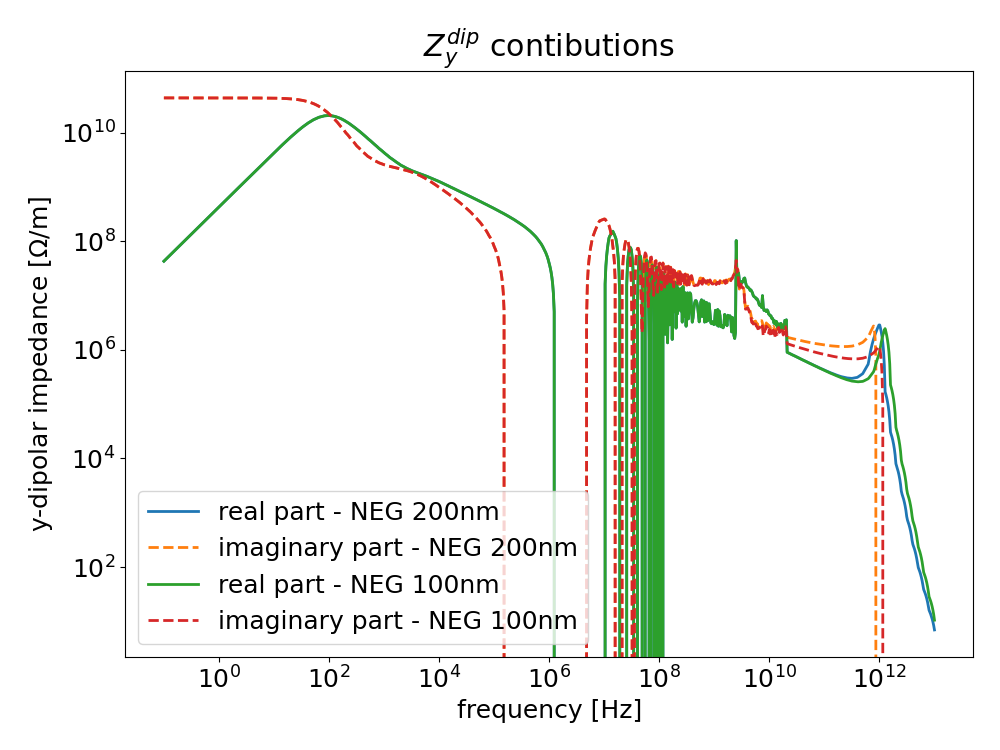 Z_y^{dip} contibutions
y-dipolar impedance [Ω/m]
10^10
10^8
10^6
10^4
10^2
real part - NEG 200nm
imaginary part - NEG 200nm
real part - NEG 100nm
imaginary part - NEG 100nm
10^0 10^2 10^4 10^6 10^8 10^10 10^12
frequency [Hz]